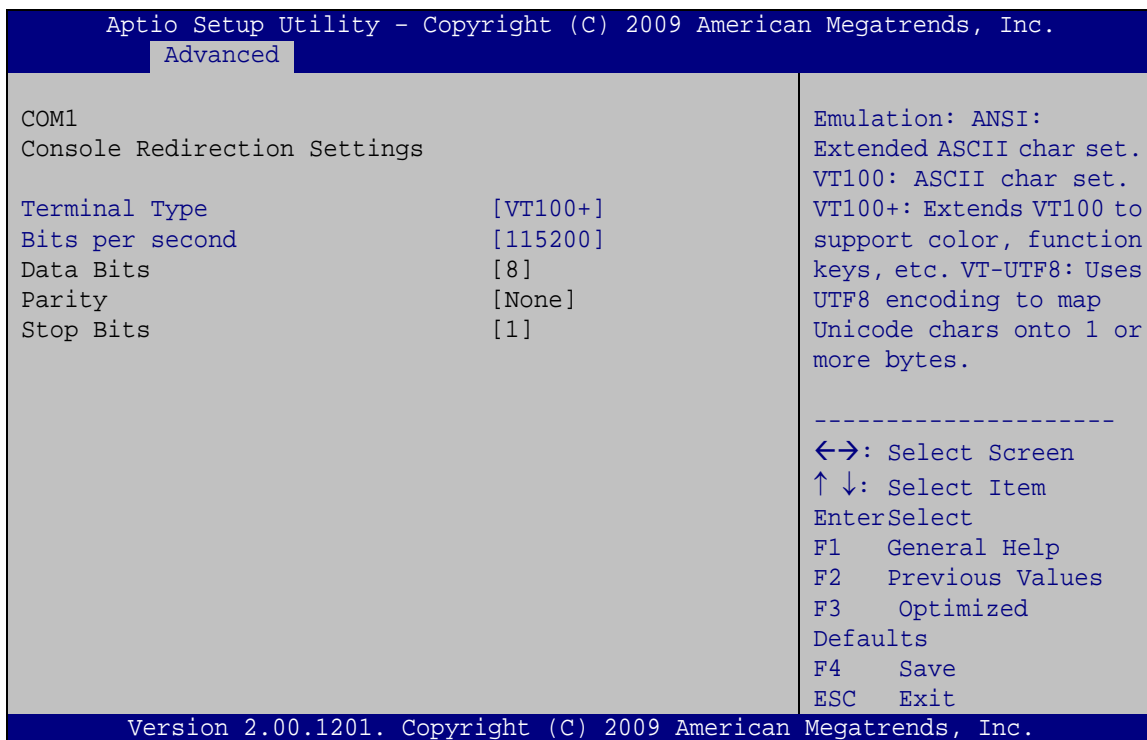 Aptio Setup Utility – Copyright (C) 2009 American Megatrends, Inc.
Advanced
COM1
Console Redirection Settings
Terminal Type [VT100+]
Bits per second [115200]
Data Bits [8]
Parity [None]
Stop Bits [1]
Emulation: ANSI:
Extended ASCII char set.
VT100: ASCII char set.
VT100+: Extends VT100 to
support color, function
keys, etc. VT-UTF8: Uses
UTF8 encoding to map
Unicode chars onto 1 or
more bytes.
---------------------
←→: Select Screen
↑ ↓: Select Item
EnterSelect
F1 General Help
F2 Previous Values
F3 Optimized
Defaults
F4 Save
ESC Exit
Version 2.00.1201. Copyright (C) 2009 American Megatrends, Inc.